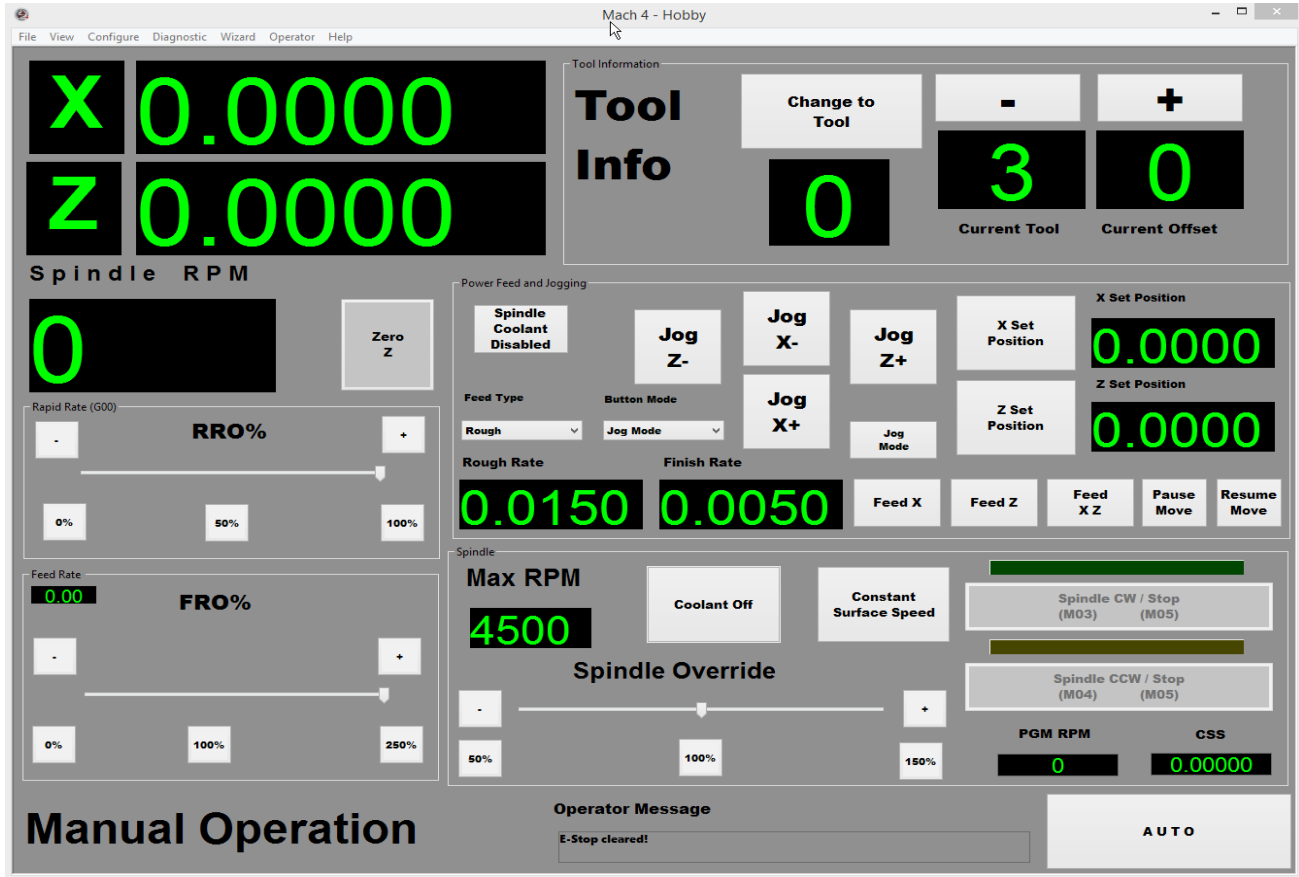 Mach 4 - Hobby
File View Configure Diagnostic Wizard Operator Help
X 0.0000
Z 0.0000
Tool Information
Tool
Info
Change to
Tool
0
-
+
3
0
Current Tool
Current Offset
Spindle RPM
0
Zero
Z
Power Feed and Jogging
Spindle
Coolant
Disabled
Jog
Z-
Jog
X-
Jog
X+
Jog
Z+
Jog
Mode
X Set
Position
X Set Position
0.0000
Z Set
Position
Z Set Position
0.0000
Feed Type
Rough
Button Mode
Jog Mode
Rough Rate
0.0150
Finish Rate
0.0050
Feed X
Feed Z
Feed
X Z
Pause
Move
Resume
Move
Rapid Rate (G00)
-
RRO%
+
0%
50%
100%
Feed Rate
0.00
FRO%
-
+
0%
100%
250%
Spindle
Max RPM
4500
Coolant Off
Constant
Surface Speed
Spindle CW / Stop
(M03) (M05)
Spindle CCW / Stop
(M04) (M05)
Spindle Override
-
+
50%
100%
150%
PGM RPM
0
CSS
0.00000
Manual Operation
Operator Message
E-Stop cleared!
AUTO